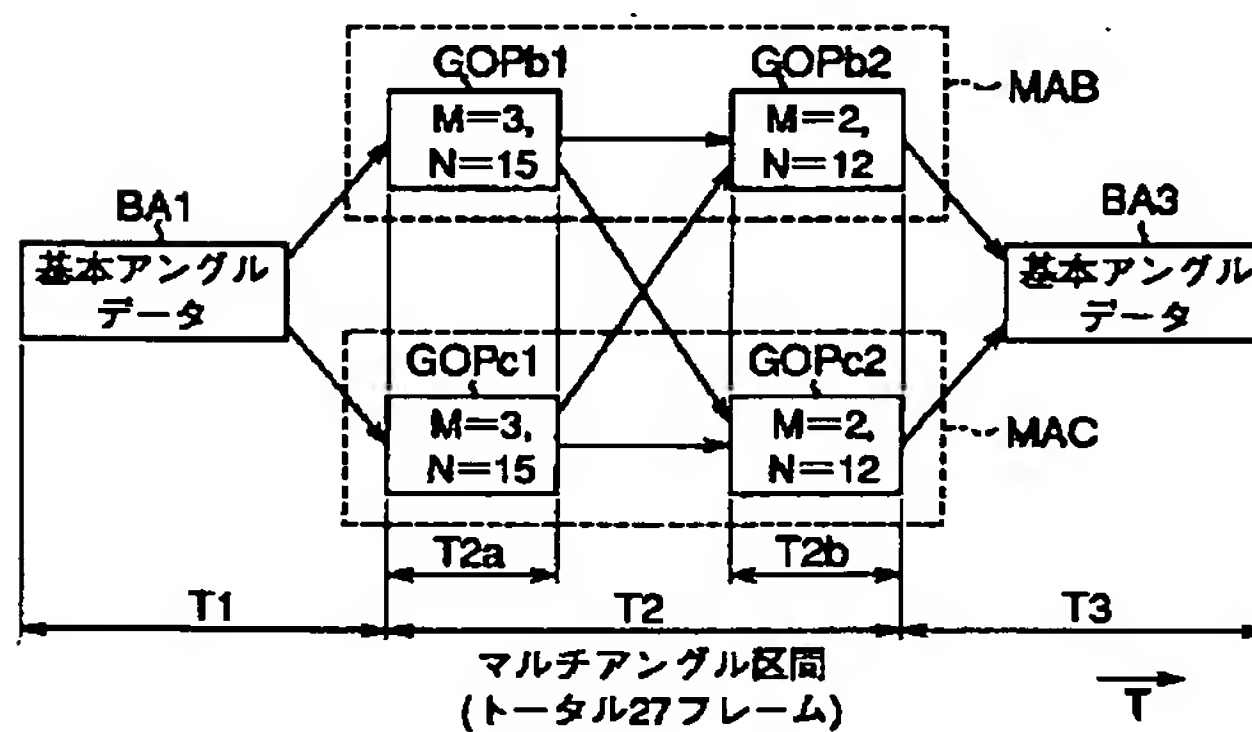 GOPb1
GOPb2
M=3,
N=15
M=2,
N=12
MAB
BA1
基本アングル
データ
BA3
基本アングル
データ
GOPc1
GOPc2
M=3,
N=15
M=2,
N=12
MAC
T2a
T2b
T1
T2
T3
マルチアングル区間
(トータル27フレーム)
T